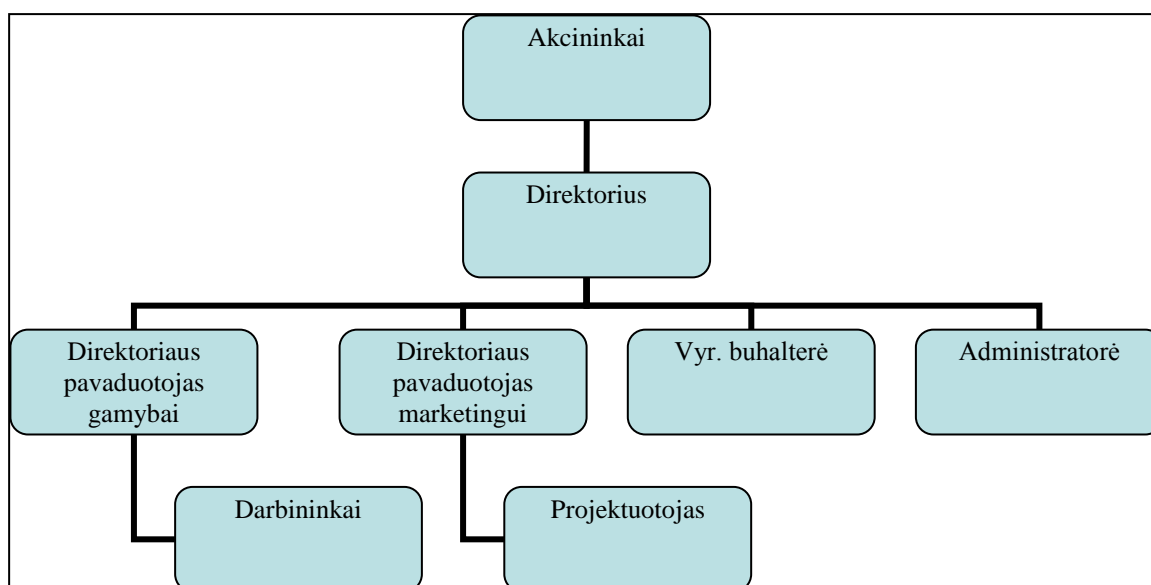 Akcininkai
Direktorius
Direktoriaus
pavaduotojas
gamybai
Direktoriaus
pavaduotojas
marketingui
Vyr. buhalterė
Administratorė
Darbininkai
Projektuotojas